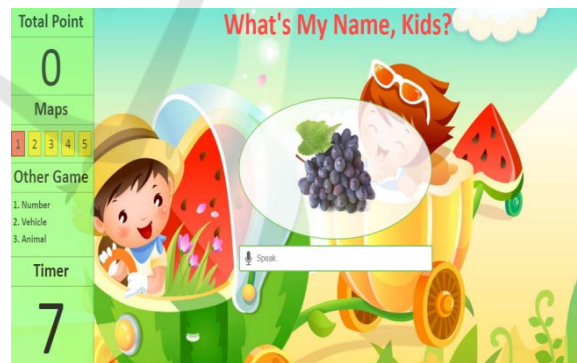 Total Point
0
Maps
1 2 3 4 5
Other Game
1. Number
2. Vehicle
3. Animal
Timer
7
What's My Name, Kids?
Speak..